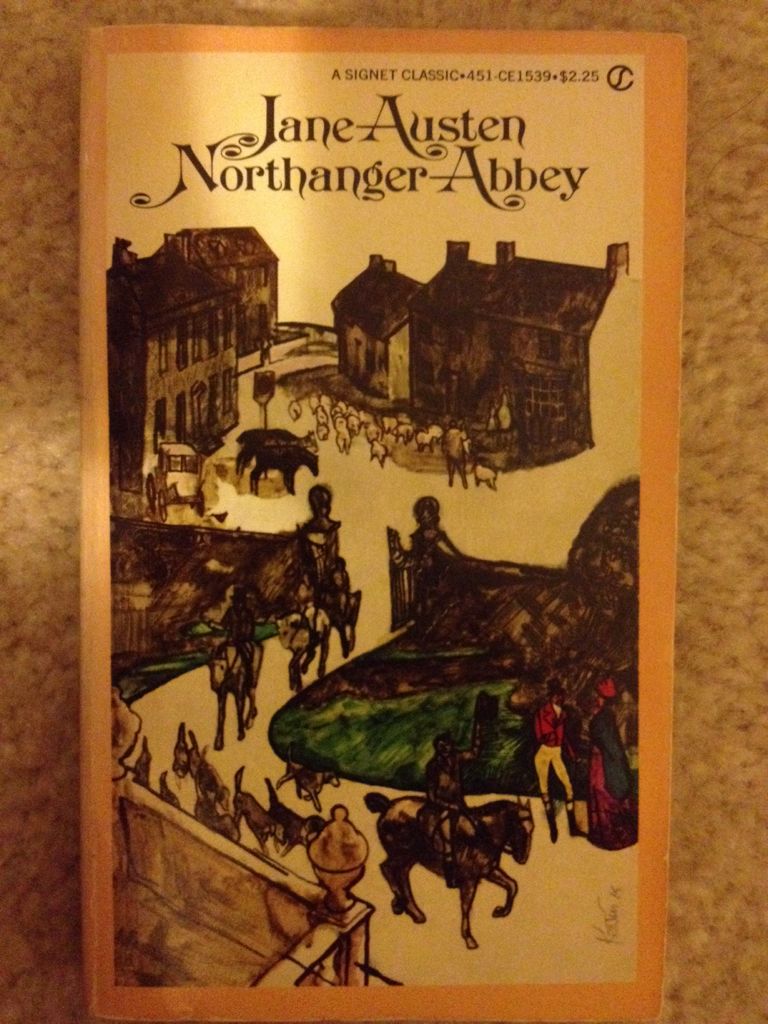 A SIGNET CLASSIC•451-CE1539•$2.25
Jane Austen
Northanger Abbey